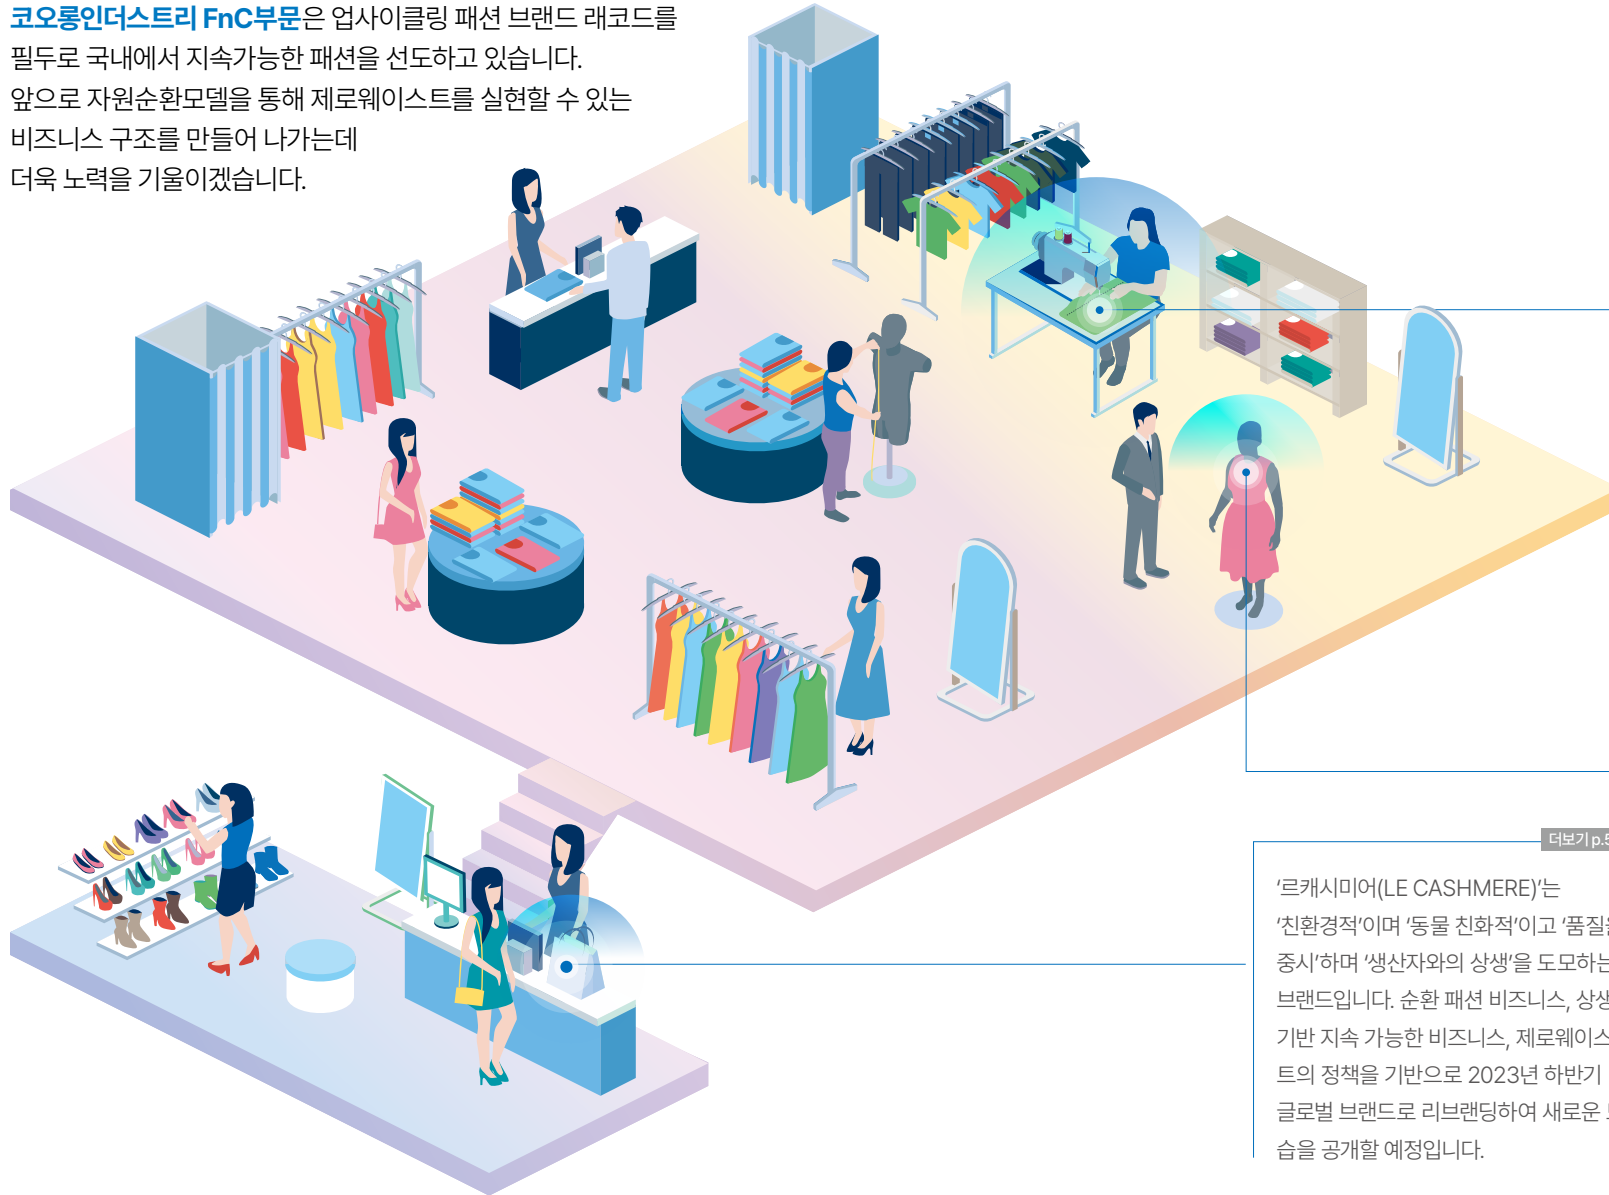 코오롱인더스트리 FnC부문은 업사이클링 패션 브랜드 래코드를
필두로 국내에서 지속가능한 패션을 선도하고 있습니다.
앞으로 자원순환모델을 통해 제로웨이스트를 실현할 수 있는
비즈니스 구조를 만들어 나가는데
더욱 노력을 기울이겠습니다.
더보기 p.5
‘르캐시미어(LE CASHMERE)’는
‘친환경적’이며 ‘동물 친화적’이고 ‘품질을
중시’하며 ‘생산자와의 상생’을 도모하는
브랜드입니다. 순환 패션 비즈니스, 상생
기반 지속 가능한 비즈니스, 제로웨이스
트의 정책을 기반으로 2023년 하반기
글로벌 브랜드로 리브랜딩하여 새로운
습을 공개할 예정입니다.